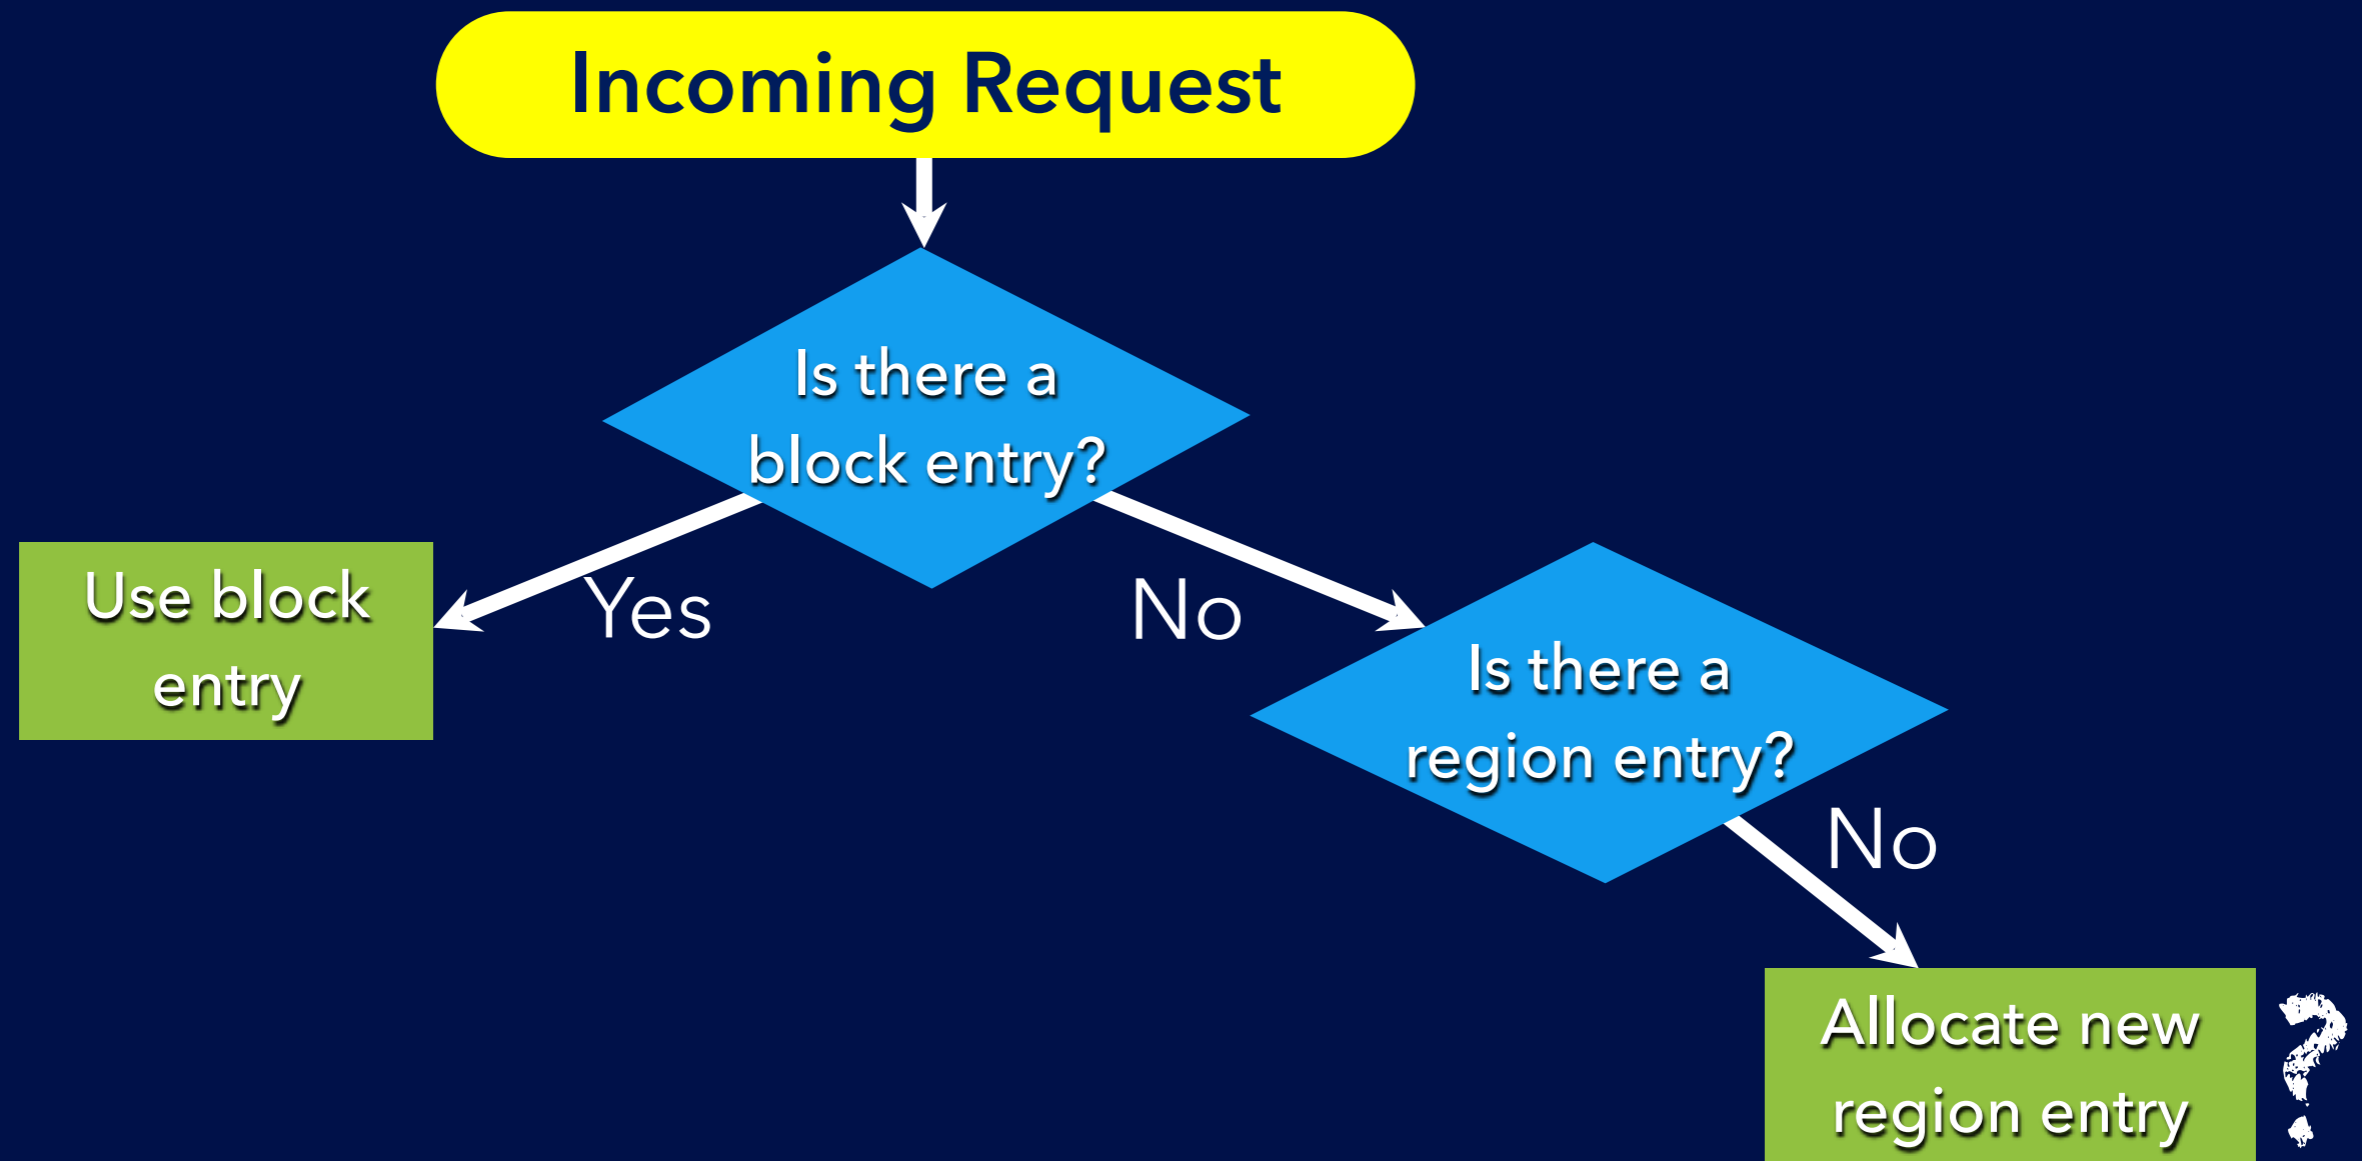 Incoming Request
Is there a
block entry?
Use block
entry
Yes
No
Is there a
region entry?
No
Allocate new
region entry
?